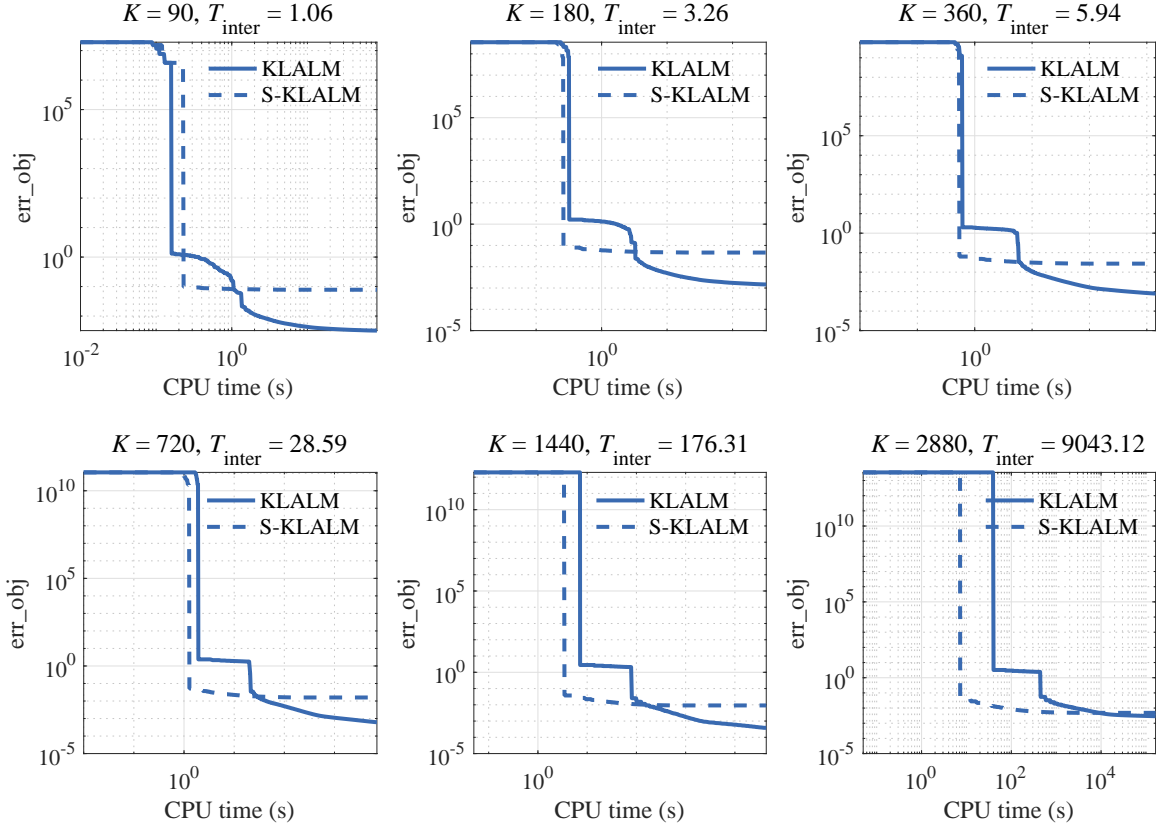 K = 90, T_inter = 1.06
10^5
10^0
err_obj
KLALM
S-KLALM
10^-2
10^0
CPU time (s)
K = 180, T_inter = 3.26
10^5
10^0
10^-5
err_obj
KLALM
S-KLALM
10^0
CPU time (s)
K = 360, T_inter = 5.94
10^5
10^0
10^-5
err_obj
KLALM
S-KLALM
10^0
CPU time (s)
K = 720, T_inter = 28.59
10^10
10^5
10^0
10^-5
err_obj
KLALM
S-KLALM
10^0
CPU time (s)
K = 1440, T_inter = 176.31
10^10
10^5
10^0
10^-5
err_obj
KLALM
S-KLALM
10^0
CPU time (s)
K = 2880, T_inter = 9043.12
10^10
10^5
10^0
10^-5
err_obj
KLALM
S-KLALM
10^0
10^2
10^4
CPU time (s)